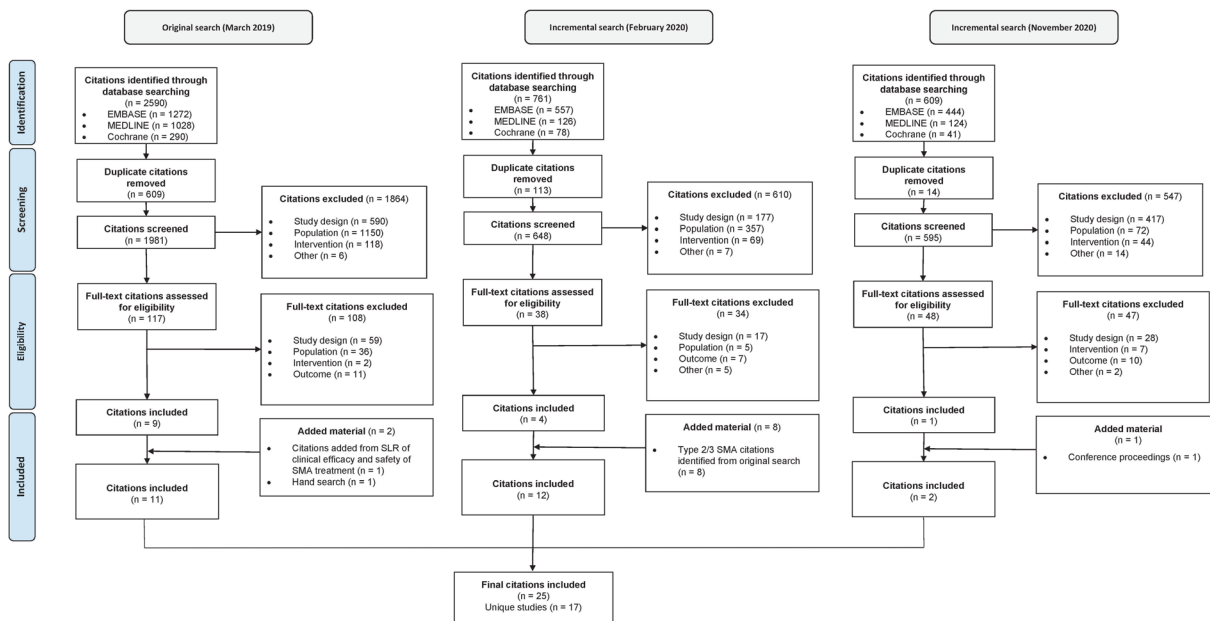 Original search (March 2019)
Incremental search (February 2020)
Incremental search (November 2020)
Identification
Screening
Eligibility
Included
Citations identified through
database searching
(n = 2590)
• EMBASE (n = 1272)
• MEDLINE (n = 1028)
• Cochrane (n = 290)
Duplicate citations
removed
(n = 609)
Citations excluded (n = 1864)
• Study design (n = 590)
• Population (n = 1150)
• Intervention (n = 118)
• Other (n = 6)
Citations screened
(n = 1981)
Full-text citations assessed
for eligibility
(n = 117)
Full-text citations excluded
(n = 108)
• Study design (n = 59)
• Population (n = 36)
• Intervention (n = 2)
• Outcome (n = 11)
Citations included
(n = 9)
Added material (n = 2)
• Citations added from SLR of
clinical efficacy and safety of
SMA treatment (n = 1)
• Hand search (n = 1)
Citations included
(n = 11)
Citations identified through
database searching
(n = 761)
• EMBASE (n = 557)
• MEDLINE (n = 126)
• Cochrane (n = 78)
Duplicate citations
removed
(n = 113)
Citations excluded (n = 610)
• Study design (n = 177)
• Population (n = 357)
• Intervention (n = 69)
• Other (n = 7)
Citations screened
(n = 648)
Full-text citations assessed
for eligibility
(n = 38)
Full-text citations excluded
(n = 34)
• Study design (n = 17)
• Population (n = 5)
• Outcome (n = 7)
• Other (n = 5)
Citations included
(n = 4)
Added material (n = 8)
• Type 2/3 SMA citations
identified from original search
(n = 8)
Citations included
(n = 12)
Citations identified through
database searching
(n = 609)
• EMBASE (n = 444)
• MEDLINE (n = 124)
• Cochrane (n = 41)
Duplicate citations
removed
(n = 14)
Citations excluded (n = 547)
• Study design (n = 417)
• Population (n = 72)
• Intervention (n = 44)
• Other (n = 14)
Citations screened
(n = 595)
Full-text citations assessed
for eligibility
(n = 48)
Full-text citations excluded
(n = 47)
• Study design (n = 28)
• Intervention (n = 7)
• Outcome (n = 10)
• Other (n = 2)
Citations included
(n = 1)
Added material
(n = 1)
• Conference proceedings (n = 1)
Citations included
(n = 2)
Final citations included
(n = 25)
Unique studies (n = 17)